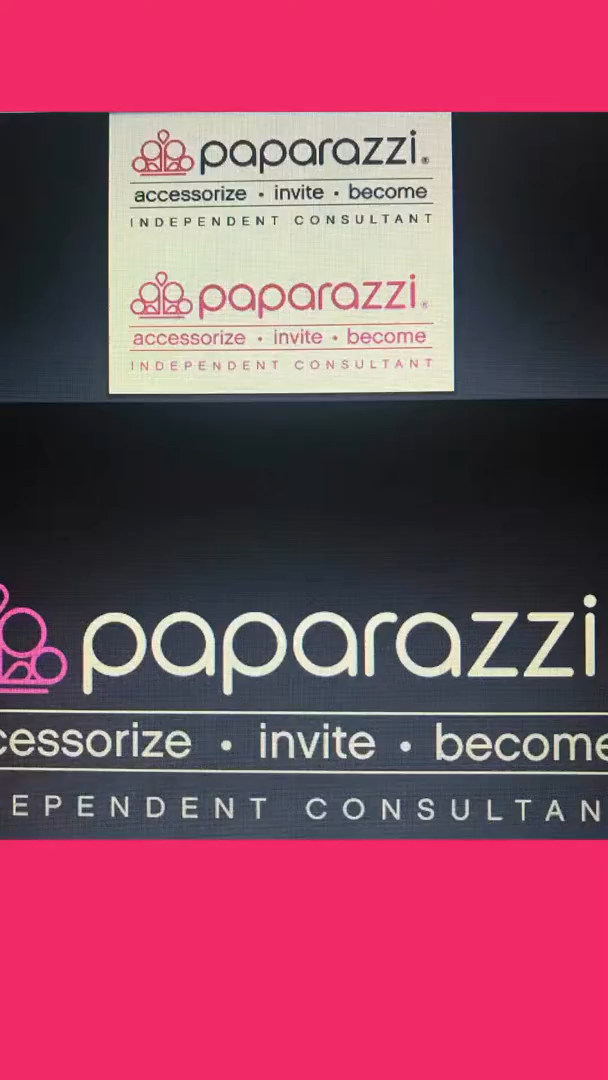 paparazzi®
accessorize • invite • become
INDEPENDENT CONSULTANT
paparazzi®
accessorize • invite • become
INDEPENDENT CONSULTANT
paparazzi
cessorize • invite • become
EPENDENT CONSULTAN